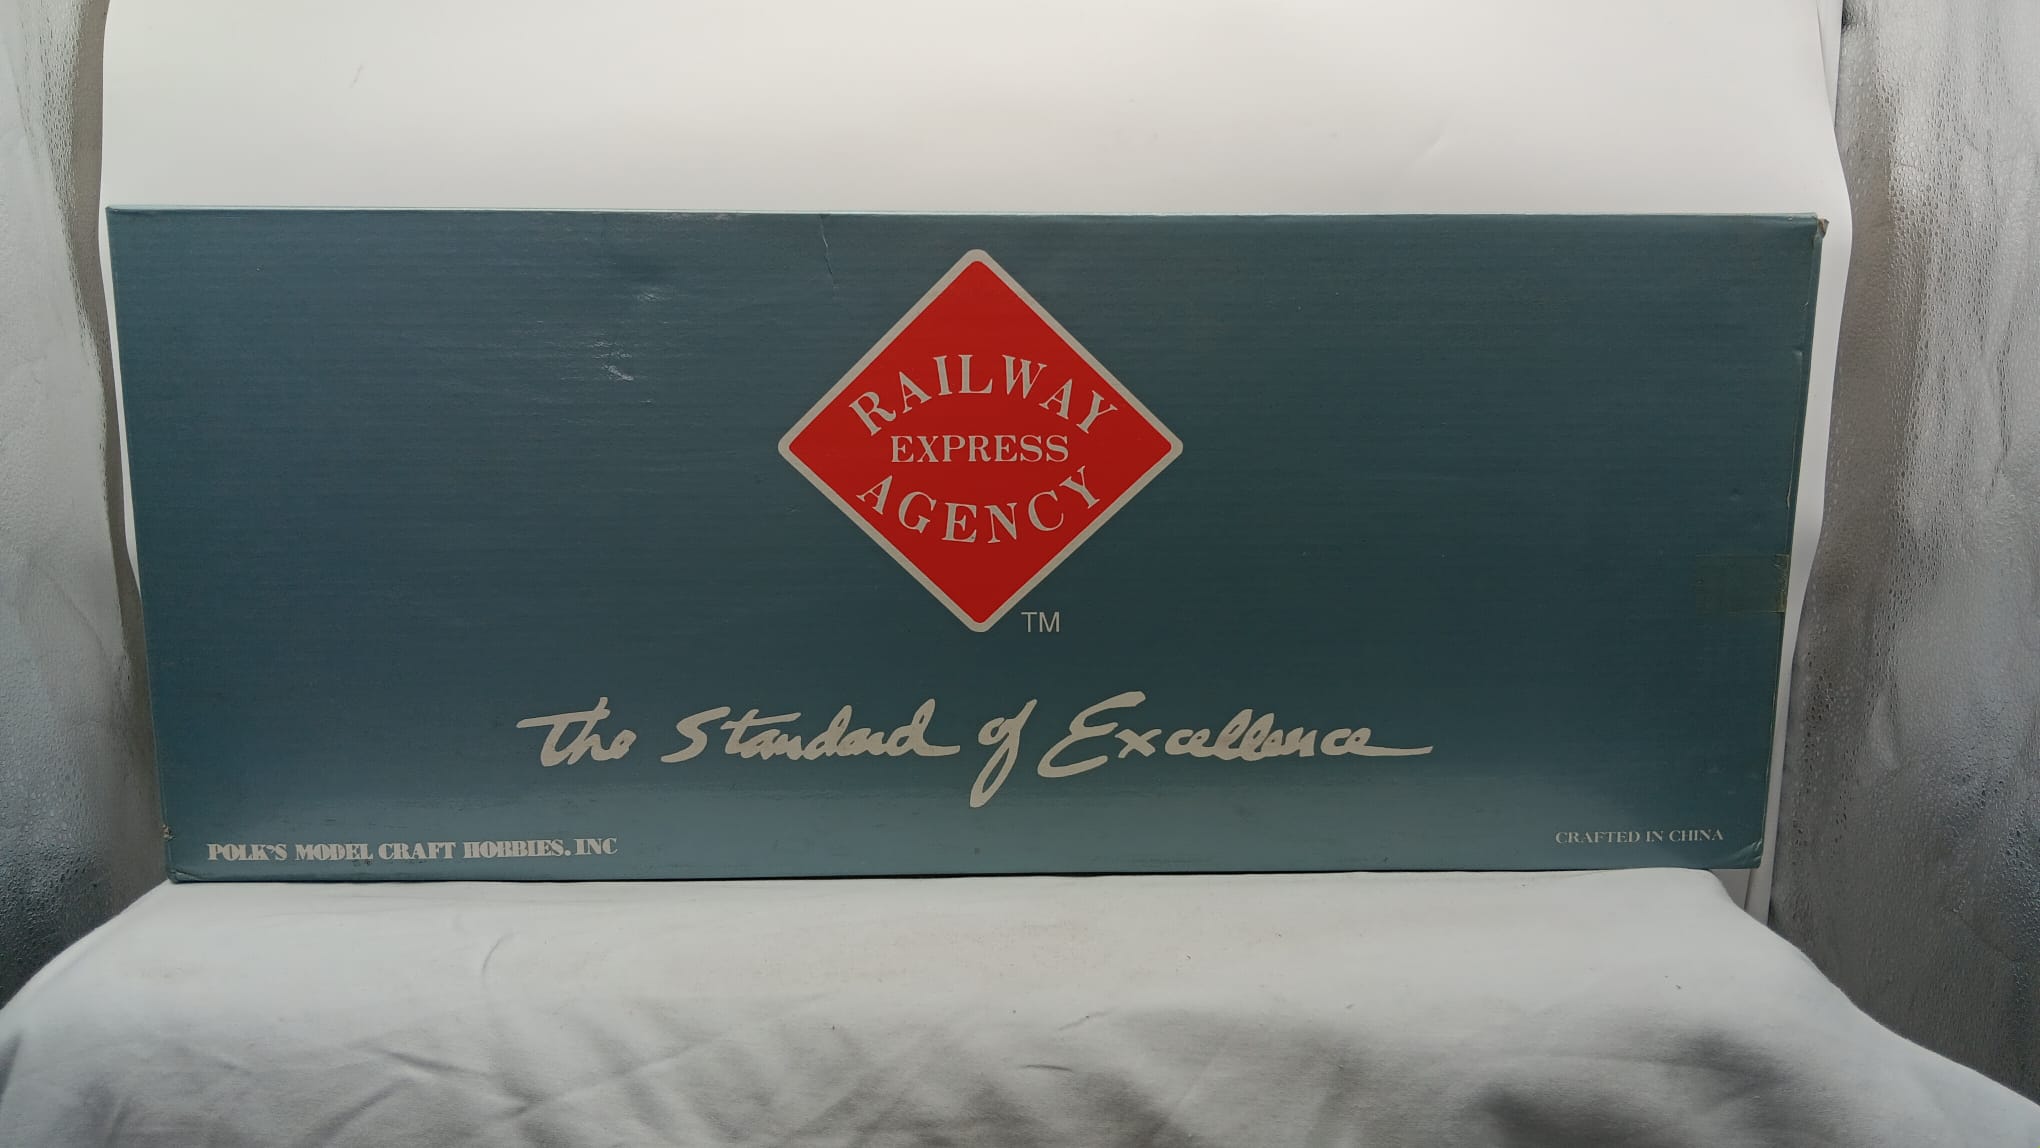 RAILWAY
EXPRESS
AGENCY
TM
The Standard of Excellence
POLK'S MODEL CRAFT HOBBIES. INC
CRAFTED IN CHINA